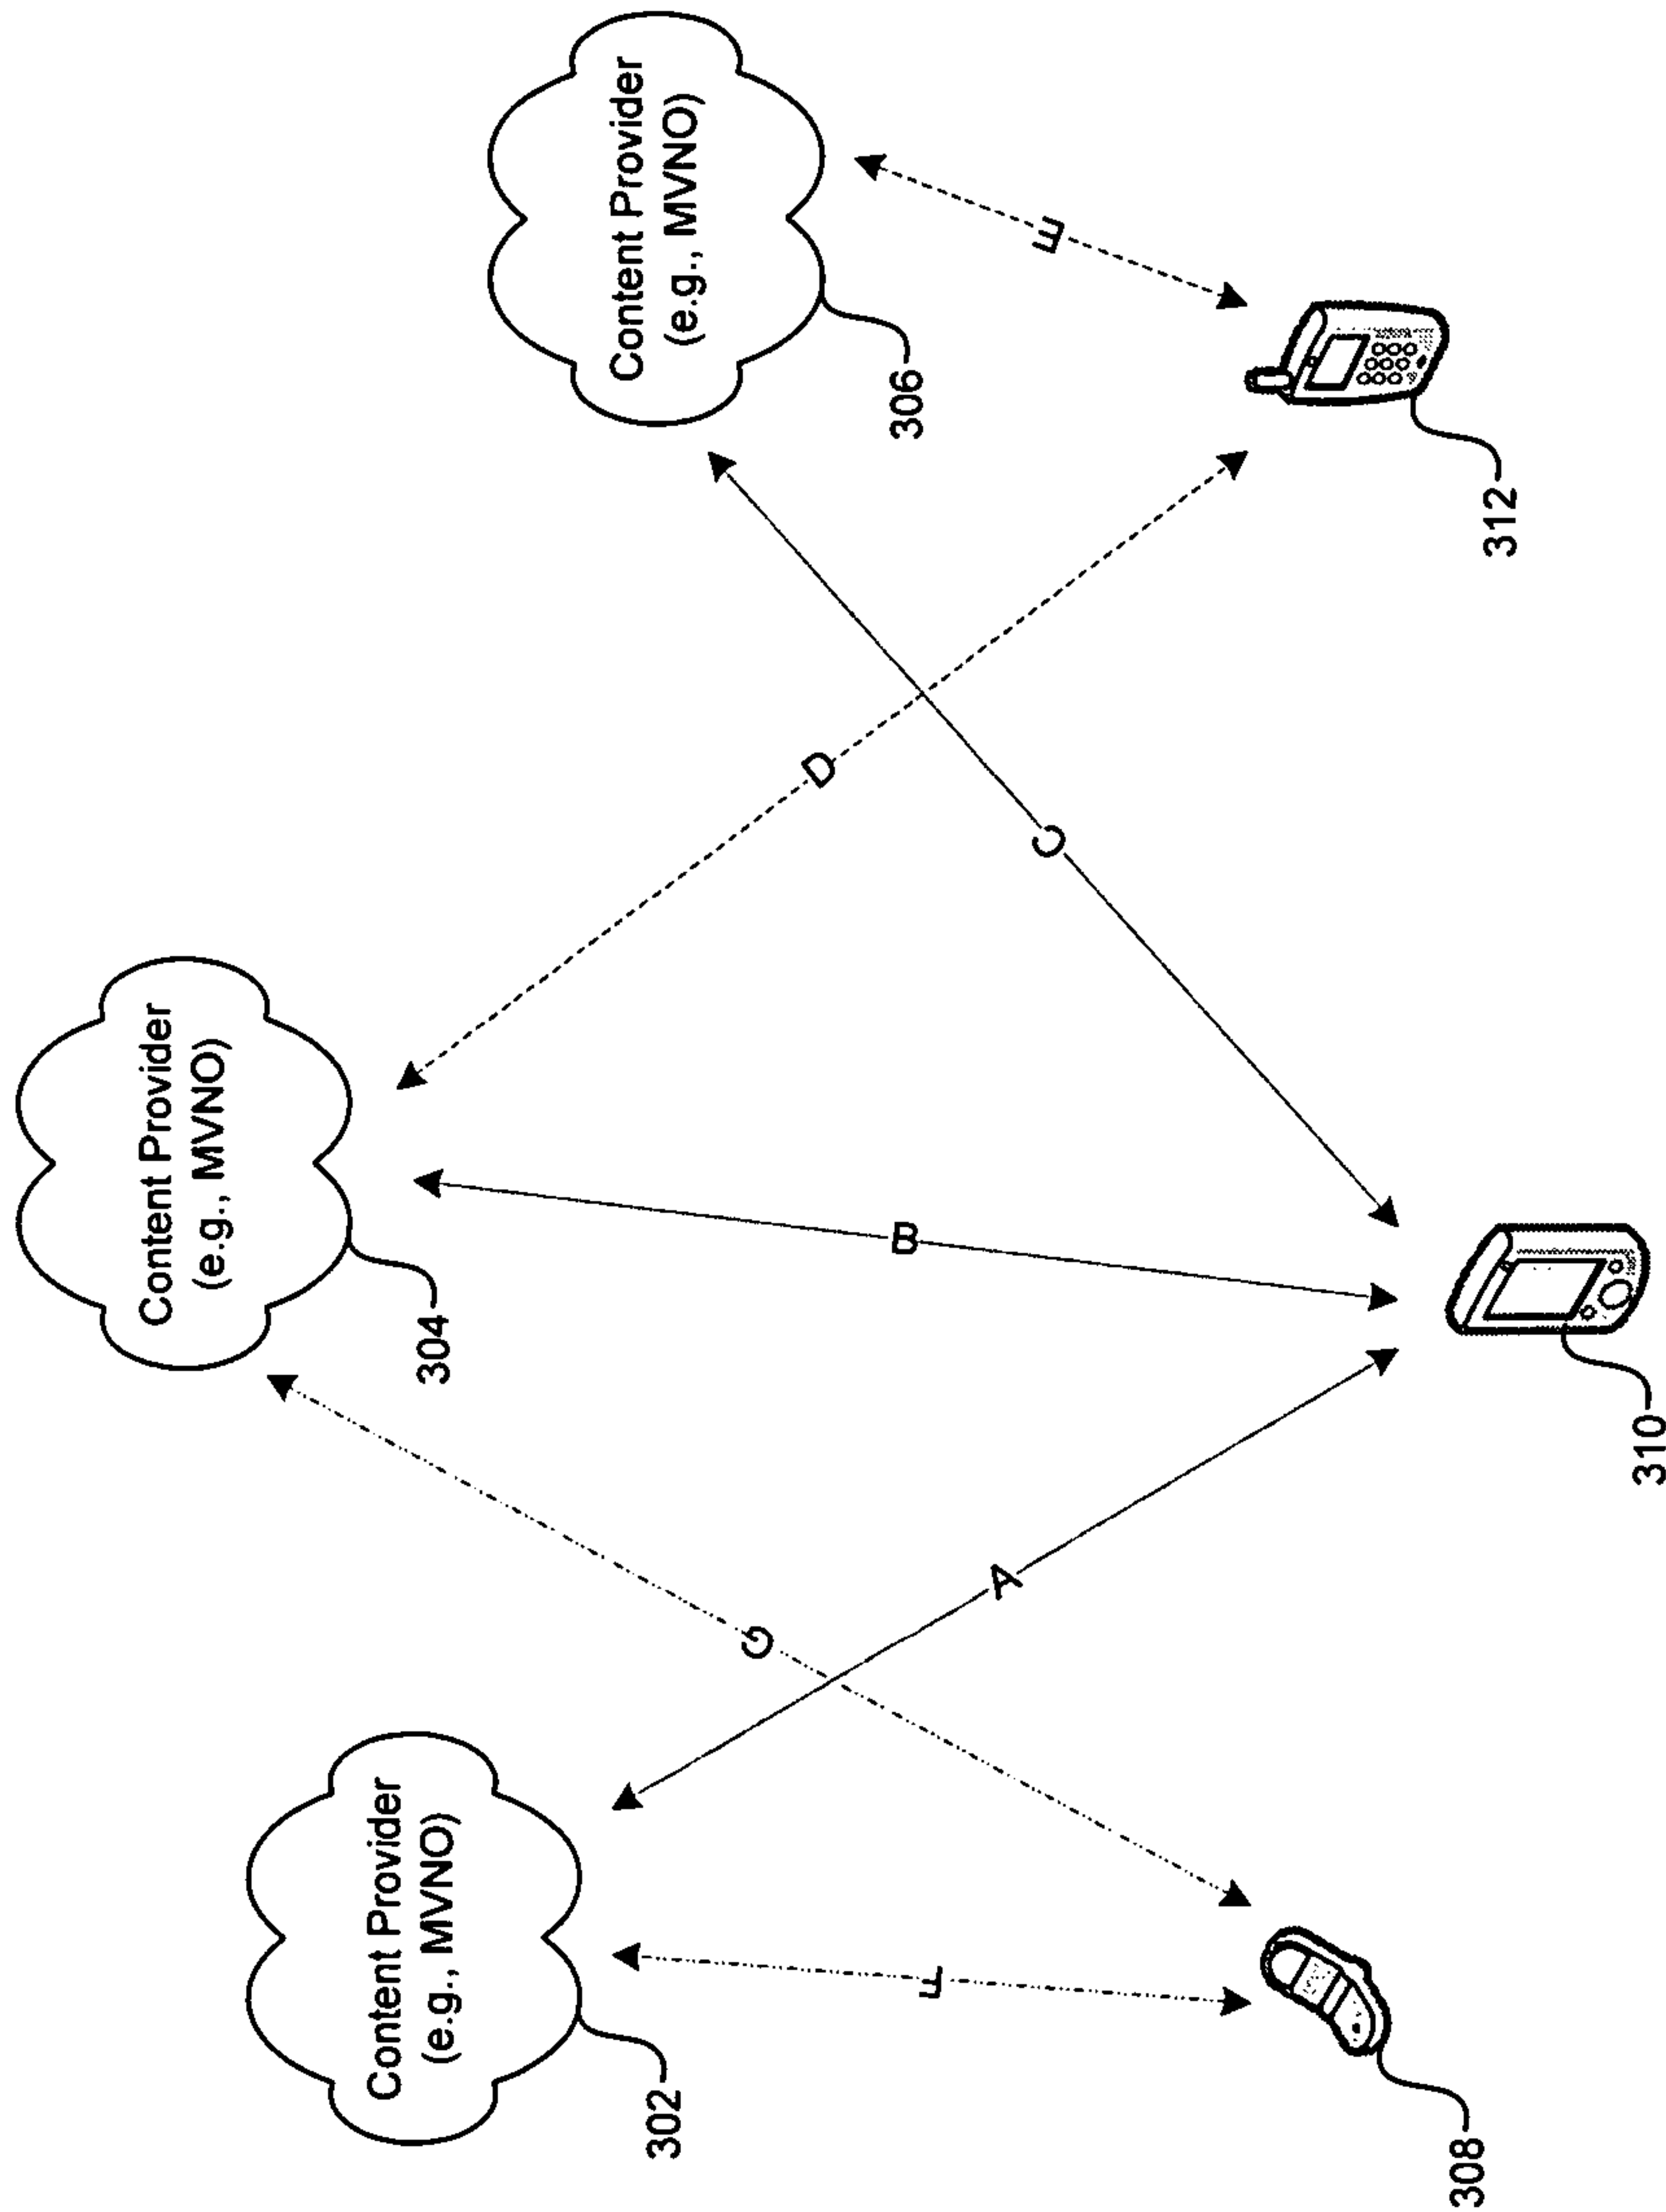 Content Provider
(e.g., MVNO)
304
Content Provider
(e.g., MVNO)
302
Content Provider
(e.g., MVNO)
306
G
D
F
A
B
C
E
308
310
312